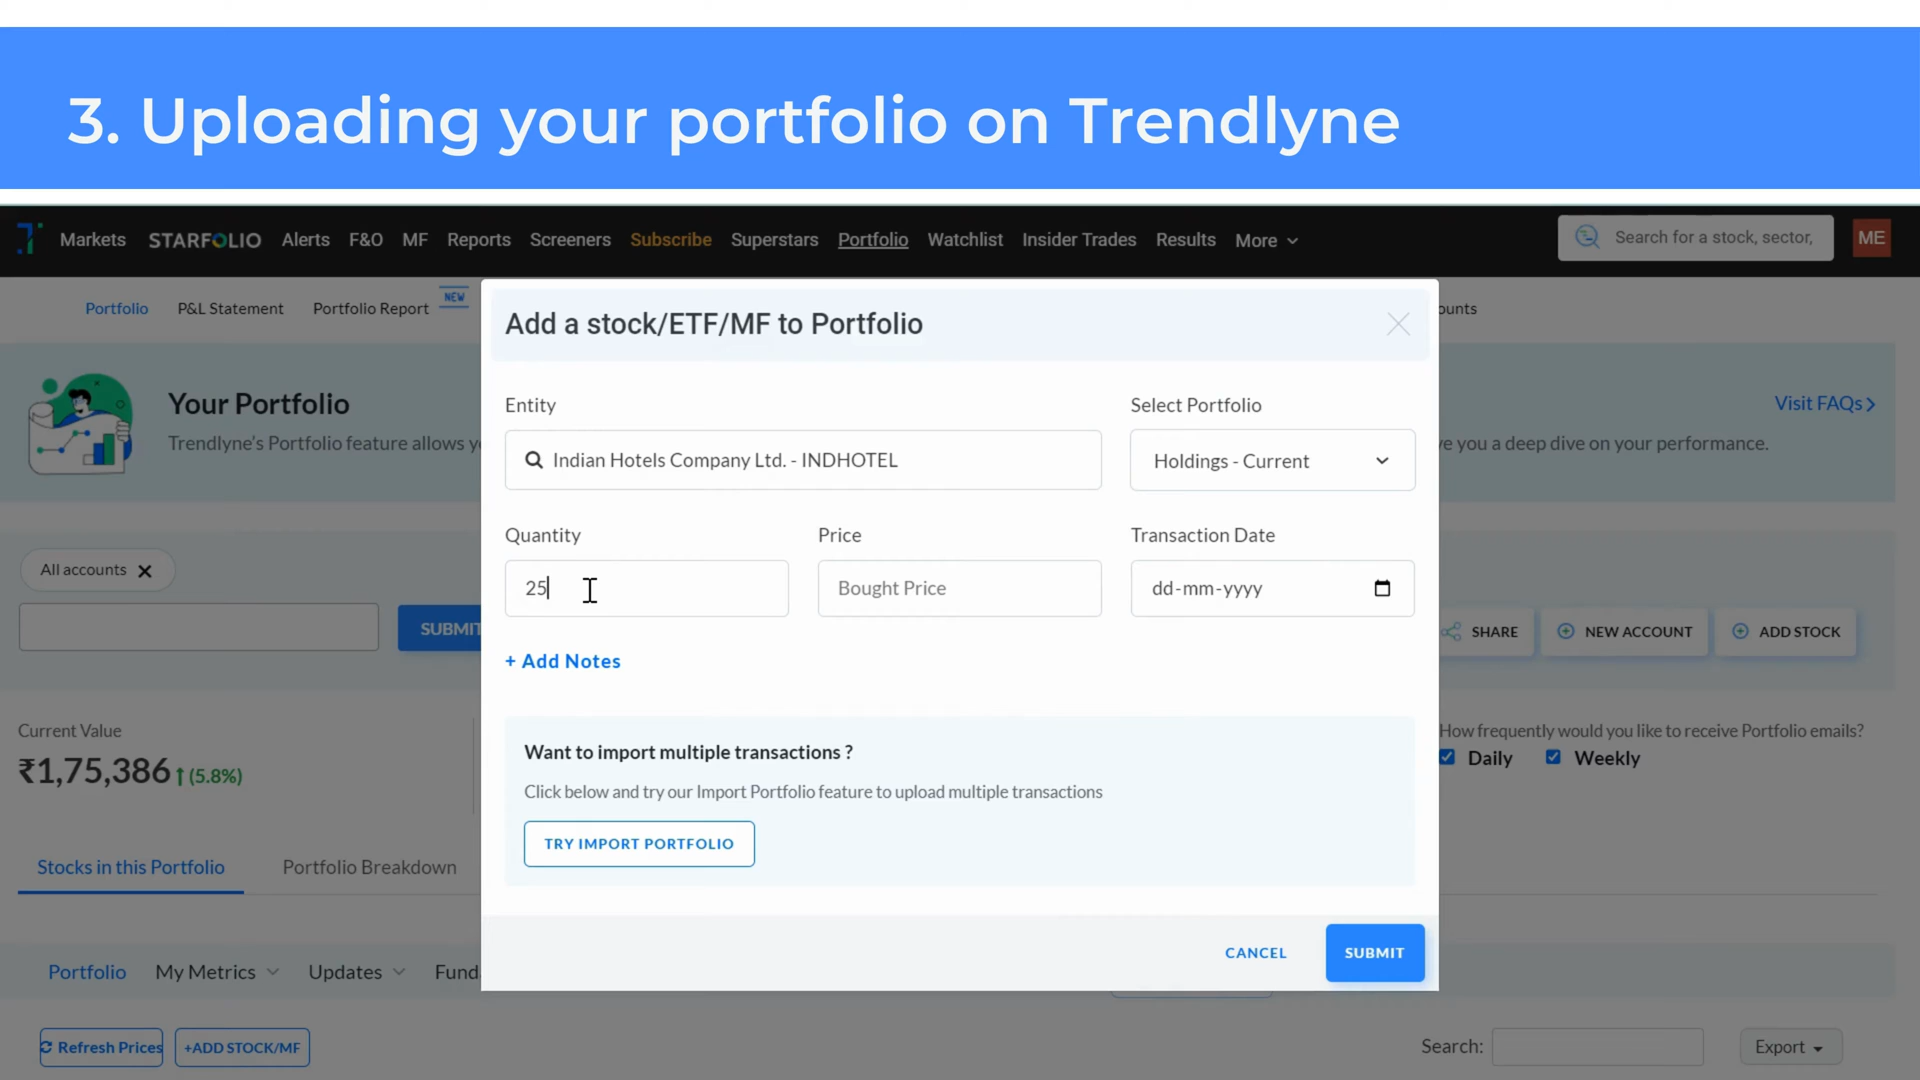 3. Uploading your portfolio on Trendlyne
Markets STARFOLIO Alerts F&O MF Reports Screeners Subscribe Superstars Portfolio Watchlist Insider Trades Results More Search for a stock, sector, ME
Portfolio P&L Statement Portfolio Report NEW ounts
Add a stock/ETF/MF to Portfolio
Your Portfolio
Visit FAQs
Trendlyne's Portfolio feature allows y e you a deep dive on your performance.
Entity Select Portfolio
Indian Hotels Company Ltd. - INDHOTEL Holdings - Current
Quantity Price Transaction Date
25 Bought Price dd-mm-yyyy
All accounts
SUBMIT
SHARE NEW ACCOUNT ADD STOCK
+ Add Notes
Current Value
₹1,75,386 (5.8%)
How frequently would you like to receive Portfolio emails?
Daily Weekly
Want to import multiple transactions ?
Click below and try our Import Portfolio feature to upload multiple transactions
TRY IMPORT PORTFOLIO
Stocks in this Portfolio Portfolio Breakdown
CANCEL SUBMIT
Portfolio My Metrics Updates Fund
Refresh Prices +ADD STOCK/MF Search: Export